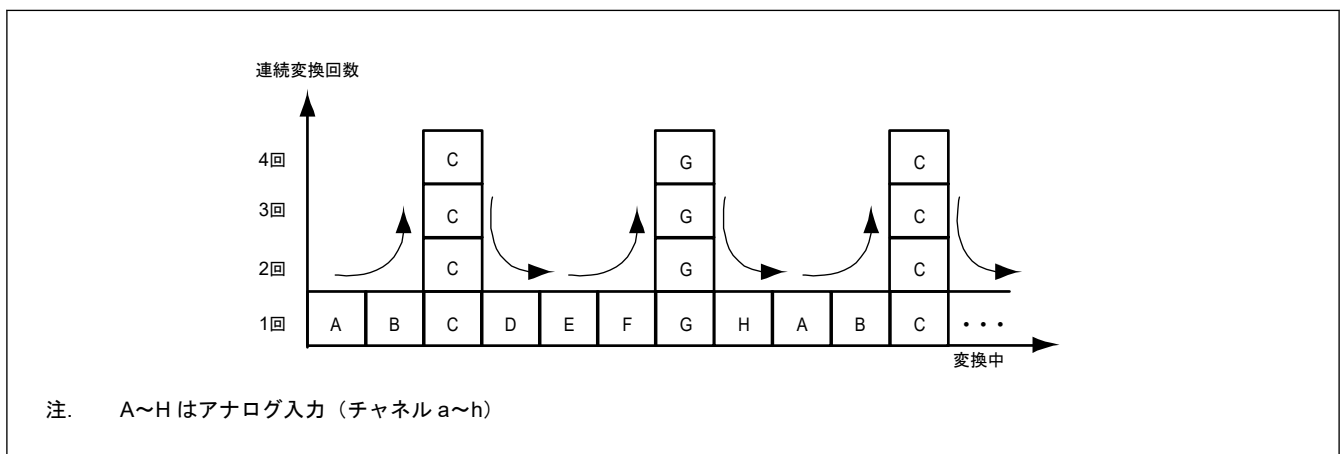 連続変換回数
4回 C G C
3回 C G C
2回 C G C
1回 A B C D E F G H A B C ・・・
変換中
注. A～H はアナログ入力（チャネル a～h）